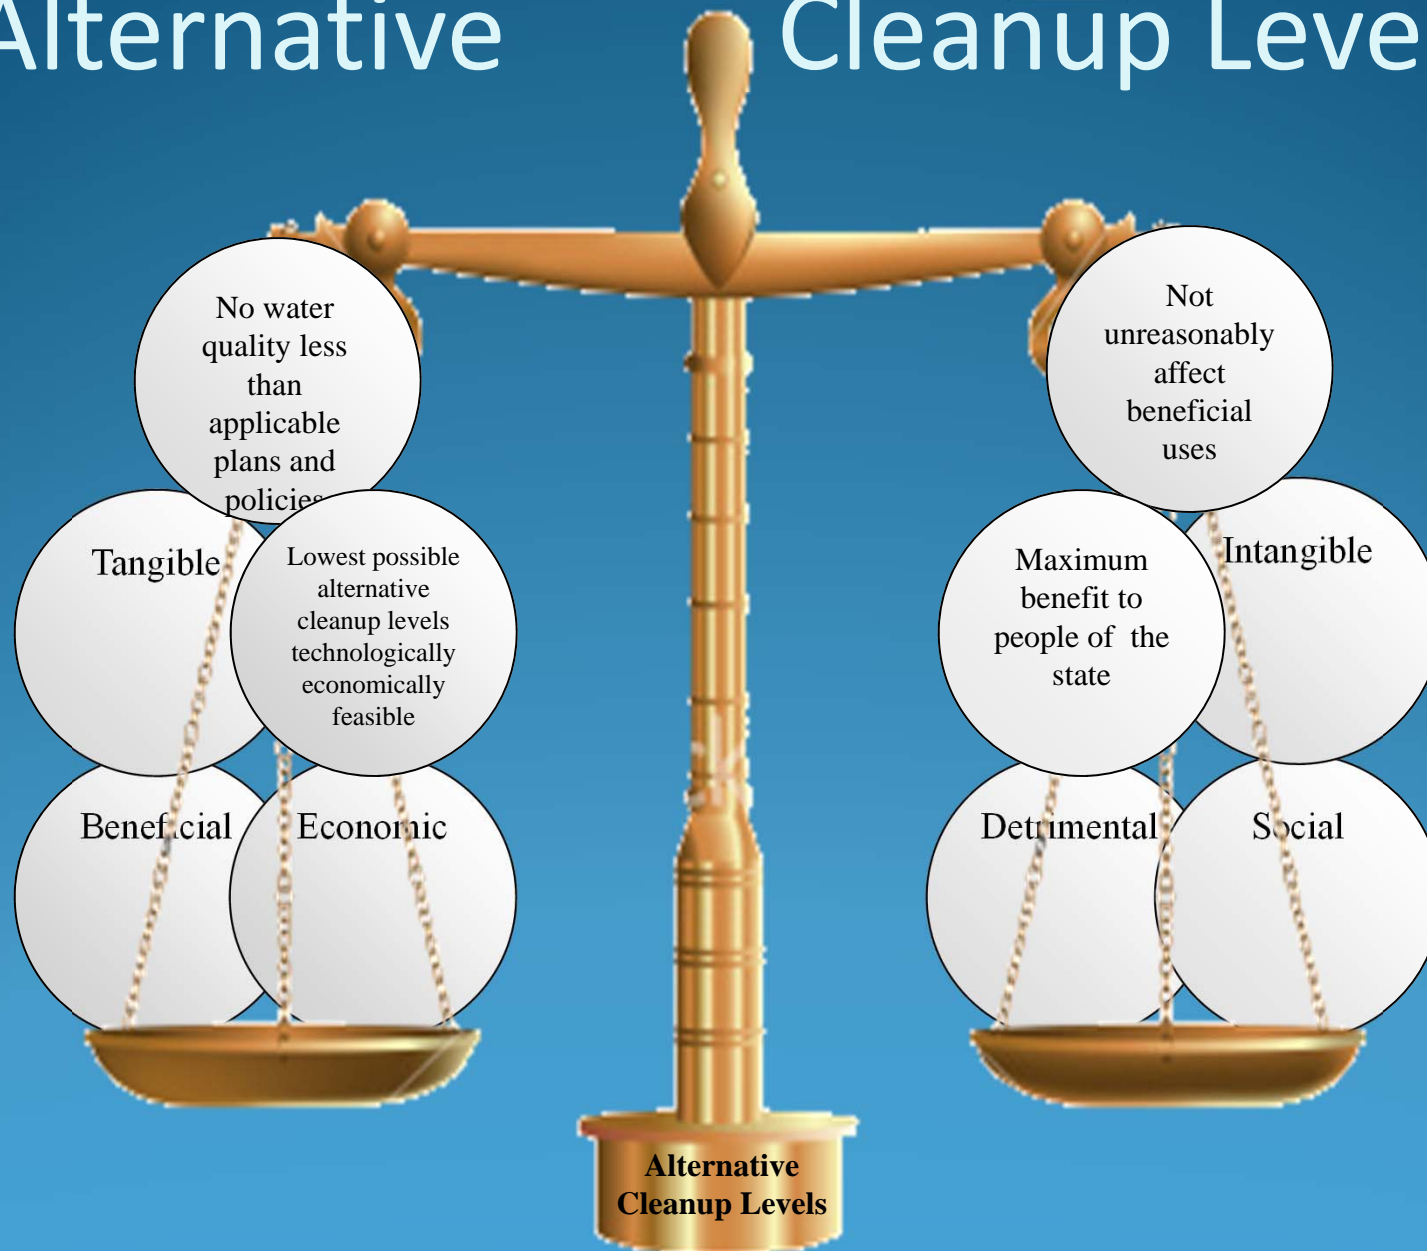 Alternative Cleanup Leve
No water
quality less
than
applicable
plans and
policies
Tangible
Lowest possible
alternative
cleanup levels
technologically
economically
feasible
Beneficial
Economic
Not
unreasonably
affect
beneficial
uses
Maximum
benefit to
people of the
state
Intangible
Detrimental
Social
Alternative
Cleanup Levels